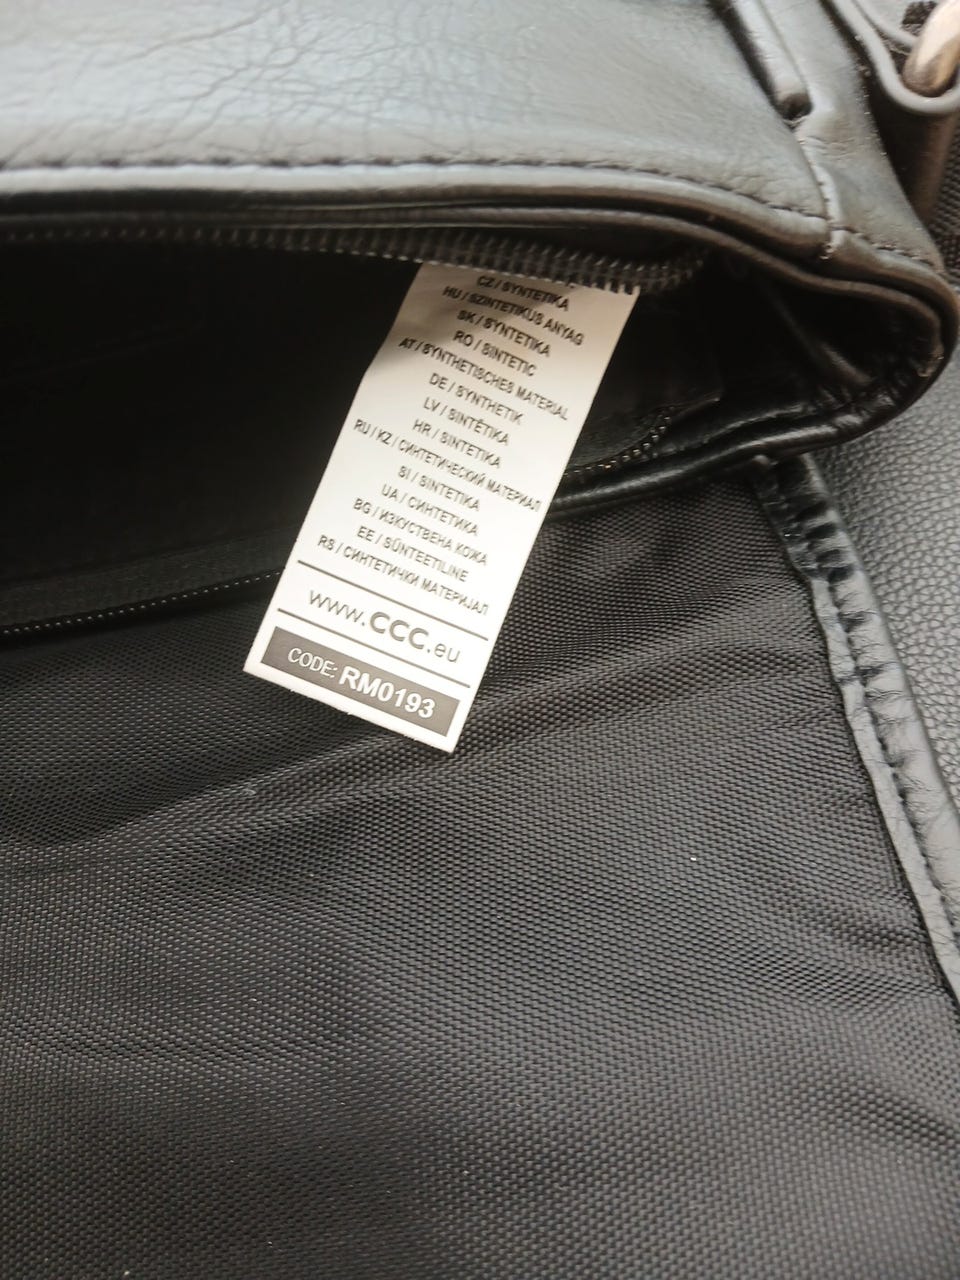 CZ / SYNTETIKA
HU / SZINTETIKUS ANYAG
SK / SYNTETIKA
RO / SINTETIC
AT / SYNTHETISCHES MATERIAL
DE / SYNTHETIK
LV / SINTĒTIKA
HR / SINTETIKA
RU / KZ / СИНТЕТИЧЕСКИЙ МАТЕРИАЛ
SI / SINTETIKA
UA / СИНТЕТИКА
BG / ИЗКУСТВЕНА КОЖА
EE / SÜNTEETILINE
RS / СИНТЕТИЧКИ МАТЕРИЈАЛ
www.CCC.eu
CODE: RM0193